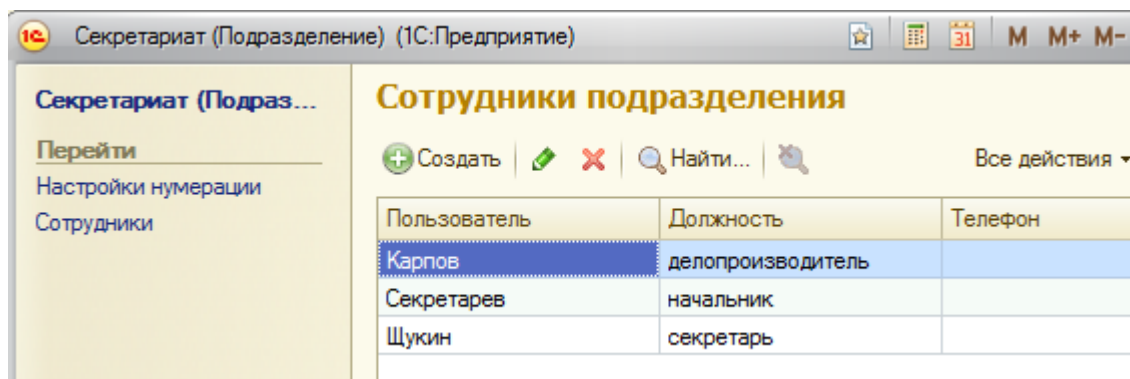 1С Секретариат (Подразделение) (1С:Предприятие) 31 M M+ M-
Секретариат (Подраз...
Перейти
Настройки нумерации
Сотрудники
Сотрудники подразделения
Создать Найти... Все действия
Пользователь Должность Телефон
Карпов делопроизводитель
Секретарев начальник
Щукин секретарь